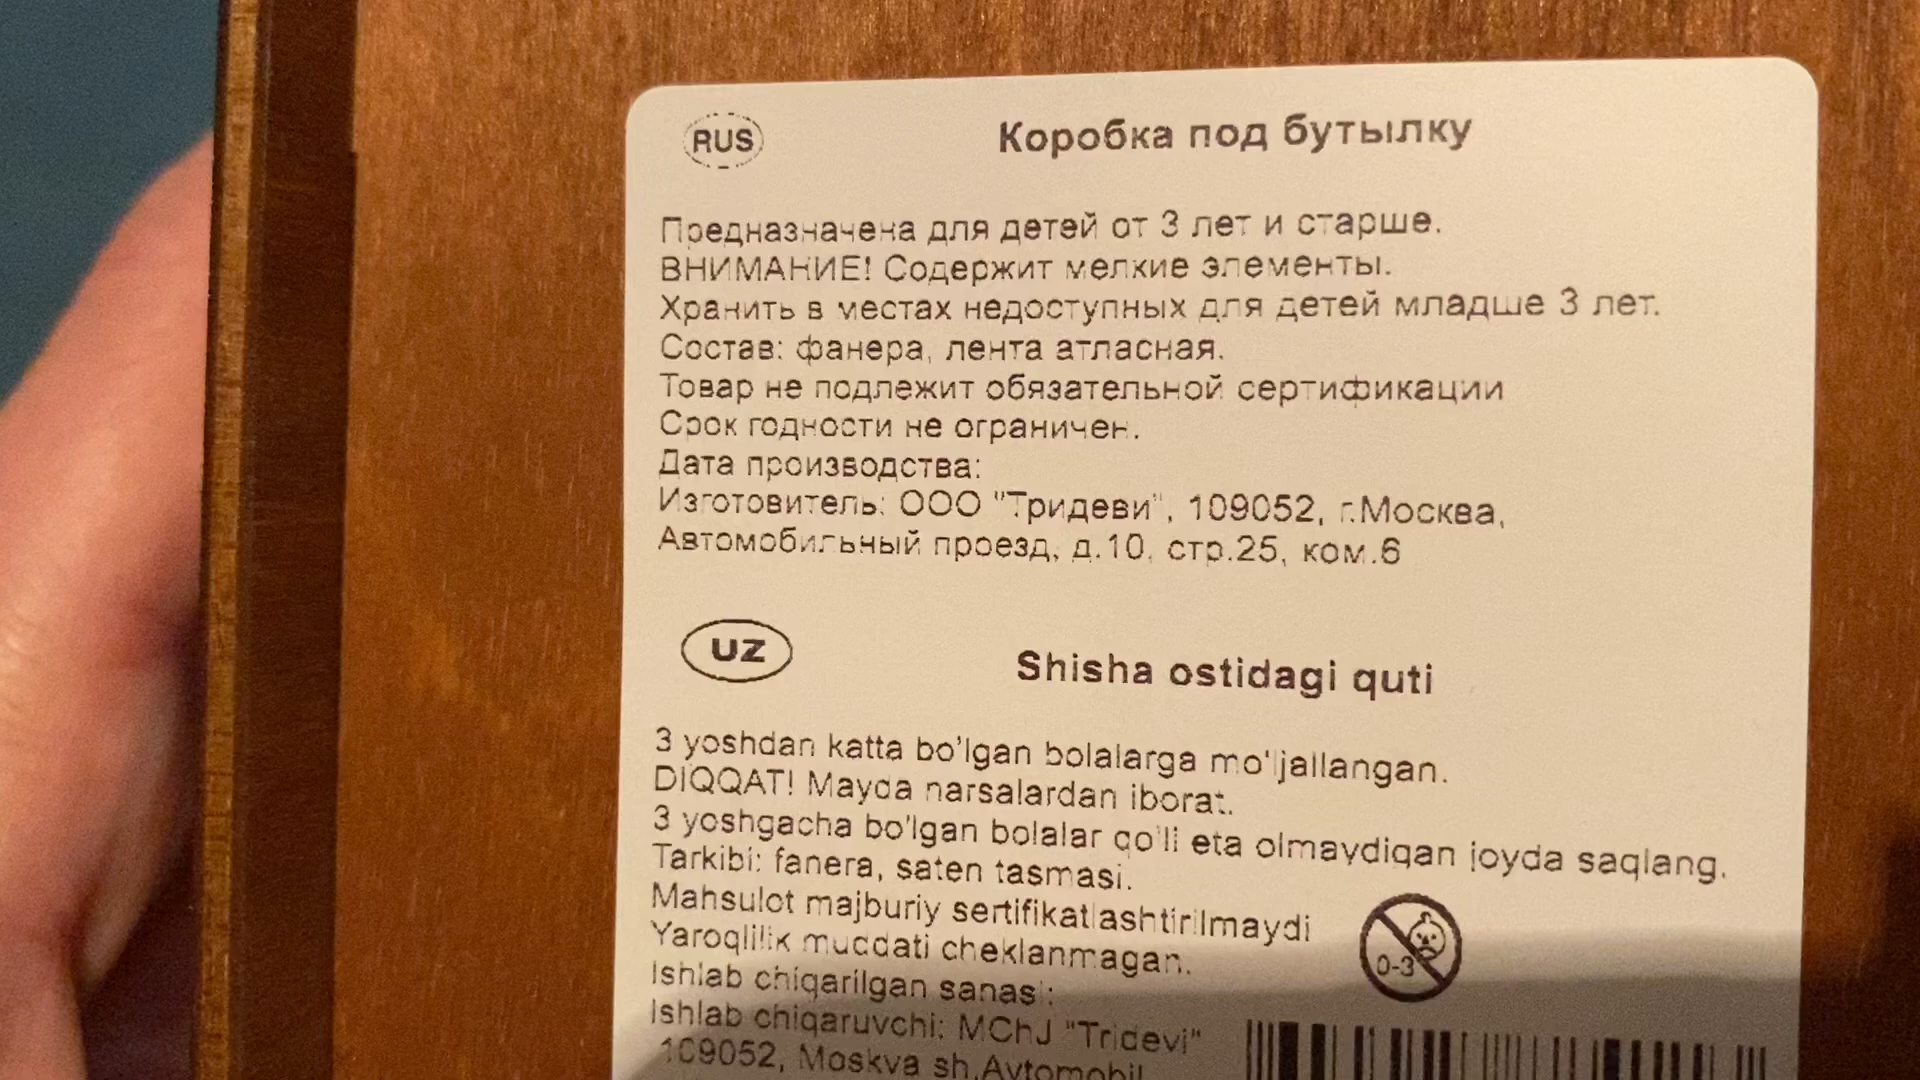 RUS
Коробка под бутылку
Предназначена для детей от 3 лет и старше.
ВНИМАНИЕ! Содержит мелкие элементы.
Хранить в местах недоступных для детей младше 3 лет.
Состав: фанера, лента атласная.
Товар не подлежит обязательной сертификации
Срок годности не ограничен.
Дата производства:
Изготовитель: ООО "Тридеви", 109052, г.Москва,
Автомобильный проезд, д.10, стр.25, ком.6
UZ
Shisha ostidagi quti
3 yoshdan katta bo'lgan bolalarga mo'ljallangan.
DIQQAT! Mayda narsalardan iborat.
3 yoshgacha bo'lgan bolalar qo'li eta olmaydigan joyda saqlang.
Tarkibi: fanera, saten tasmasi.
Mahsulot majburiy sertifikatlashtirilmaydi
Yaroqlilik muddati cheklanmagan.
0-3
Ishlab chiqarilgan sanasi:
Ishlab chiqaruvchi: MChJ "Tridevi"
109052, Moskva sh,Avtomobil